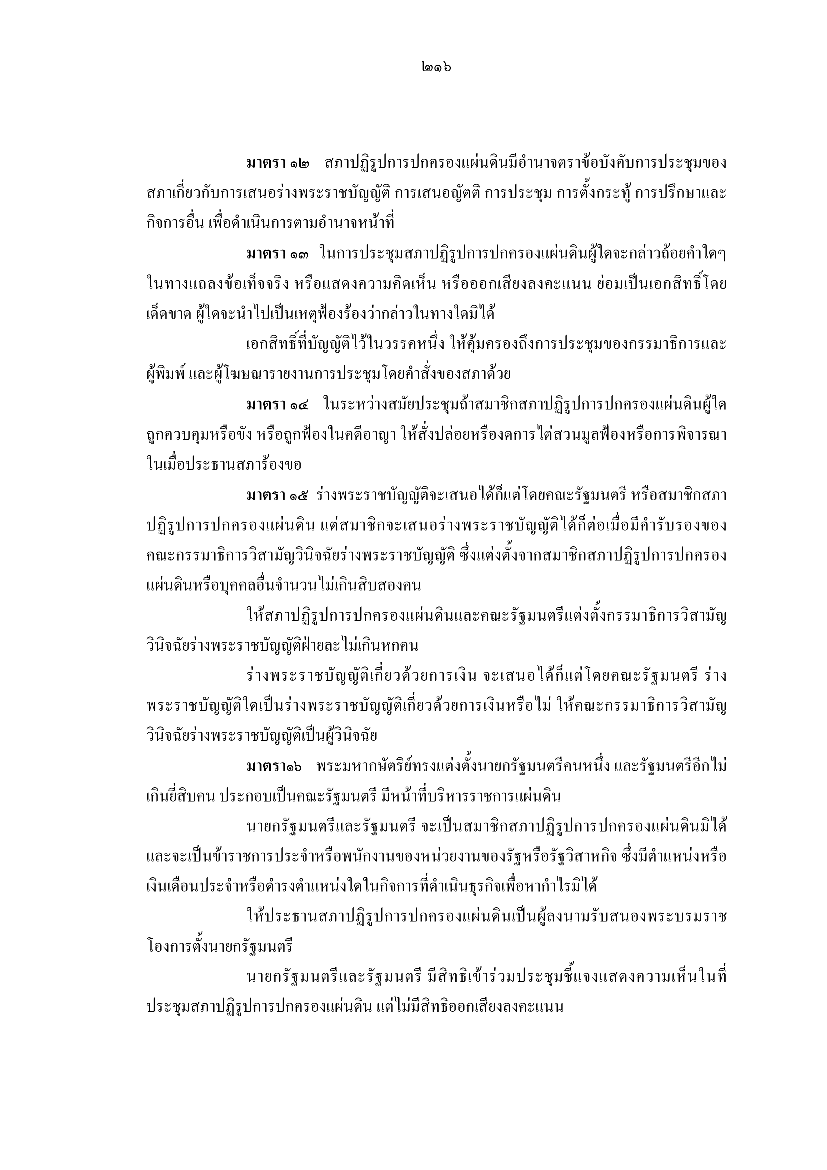 ๒๑๖
มาตรา ๑๒ สภาปฏิรูปการปกครองแผ่นดินมีอำนาจตราข้อบังคับการประชุมของ
สภาเกี่ยวกับการเสนอร่างพระราชบัญญัติ การเสนอญัตติ การประชุม การตั้งกระทู้ การปรึกษาและ
กิจการอื่น เพื่อดำเนินการตามอำนาจหน้าที่
มาตรา ๑๓ ในการประชุมสภาปฏิรูปการปกครองแผ่นดินผู้ใดจะกล่าวถ้อยคำใดๆ
ในทางแถลงข้อเท็จจริง หรือแสดงความคิดเห็น หรือออกเสียงลงคะแนน ย่อมเป็นเอกสิทธิ์โดย
เด็ดขาด ผู้ใดจะนำไปเป็นเหตุฟ้องร้องว่ากล่าวในทางใดมิได้
เอกสิทธิ์ที่บัญญัติไว้ในวรรคหนึ่ง ให้คุ้มครองถึงการประชุมของกรรมาธิการและ
ผู้พิมพ์ และผู้โฆษณารายงานการประชุมโดยคำสั่งของสภาด้วย
มาตรา ๑๔ ในระหว่างสมัยประชุมถ้าสมาชิกสภาปฏิรูปการปกครองแผ่นดินผู้ใด
ถูกควบคุมหรือขัง หรือถูกฟ้องในคดีอาญา ให้สั่งปล่อยหรืองดการไต่สวนมูลฟ้องหรือการพิจารณา
ในเมื่อประธานสภาร้องขอ
มาตรา ๑๕ ร่างพระราชบัญญัติจะเสนอได้ก็แต่โดยคณะรัฐมนตรี หรือสมาชิกสภา
ปฏิรูปการปกครองแผ่นดิน แต่สมาชิกจะเสนอร่างพระราชบัญญัติได้ก็ต่อเมื่อมีคำรับรองของ
คณะกรรมาธิการวิสามัญวินิจฉัยร่างพระราชบัญญัติ ซึ่งแต่งตั้งจากสมาชิกสภาปฏิรูปการปกครอง
แผ่นดินหรือบุคคลอื่นจำนวนไม่เกินสิบสองคน
ให้สภาปฏิรูปการปกครองแผ่นดินและคณะรัฐมนตรีแต่งตั้งกรรมาธิการวิสามัญ
วินิจฉัยร่างพระราชบัญญัติฝ่ายละไม่เกินหกคน
ร่างพระราชบัญญัติเกี่ยวด้วยการเงิน จะเสนอได้ก็แต่โดยคณะรัฐมนตรี ร่าง
พระราชบัญญัติใดเป็นร่างพระราชบัญญัติเกี่ยวด้วยการเงินหรือไม่ ให้คณะกรรมาธิการวิสามัญ
วินิจฉัยร่างพระราชบัญญัติเป็นผู้วินิจฉัย
มาตรา๑๖ พระมหากษัตริย์ทรงแต่งตั้งนายกรัฐมนตรีคนหนึ่ง และรัฐมนตรีอีกไม่
เกินยี่สิบคน ประกอบเป็นคณะรัฐมนตรี มีหน้าที่บริหารราชการแผ่นดิน
นายกรัฐมนตรีและรัฐมนตรี จะเป็นสมาชิกสภาปฏิรูปการปกครองแผ่นดินมิได้
และจะเป็นข้าราชการประจำหรือพนักงานของหน่วยงานของรัฐหรือรัฐวิสาหกิจ ซึ่งมีตำแหน่งหรือ
เงินเดือนประจำหรือดำรงตำแหน่งใดในกิจการที่ดำเนินธุรกิจเพื่อหากำไรมิได้
ให้ประธานสภาปฏิรูปการปกครองแผ่นดินเป็นผู้ลงนามรับสนองพระบรมราช
โองการตั้งนายกรัฐมนตรี
นายกรัฐมนตรีและรัฐมนตรี มีสิทธิเข้าร่วมประชุมชี้แจงแสดงความเห็นในที่
ประชุมสภาปฏิรูปการปกครองแผ่นดิน แต่ไม่มีสิทธิออกเสียงลงคะแนน